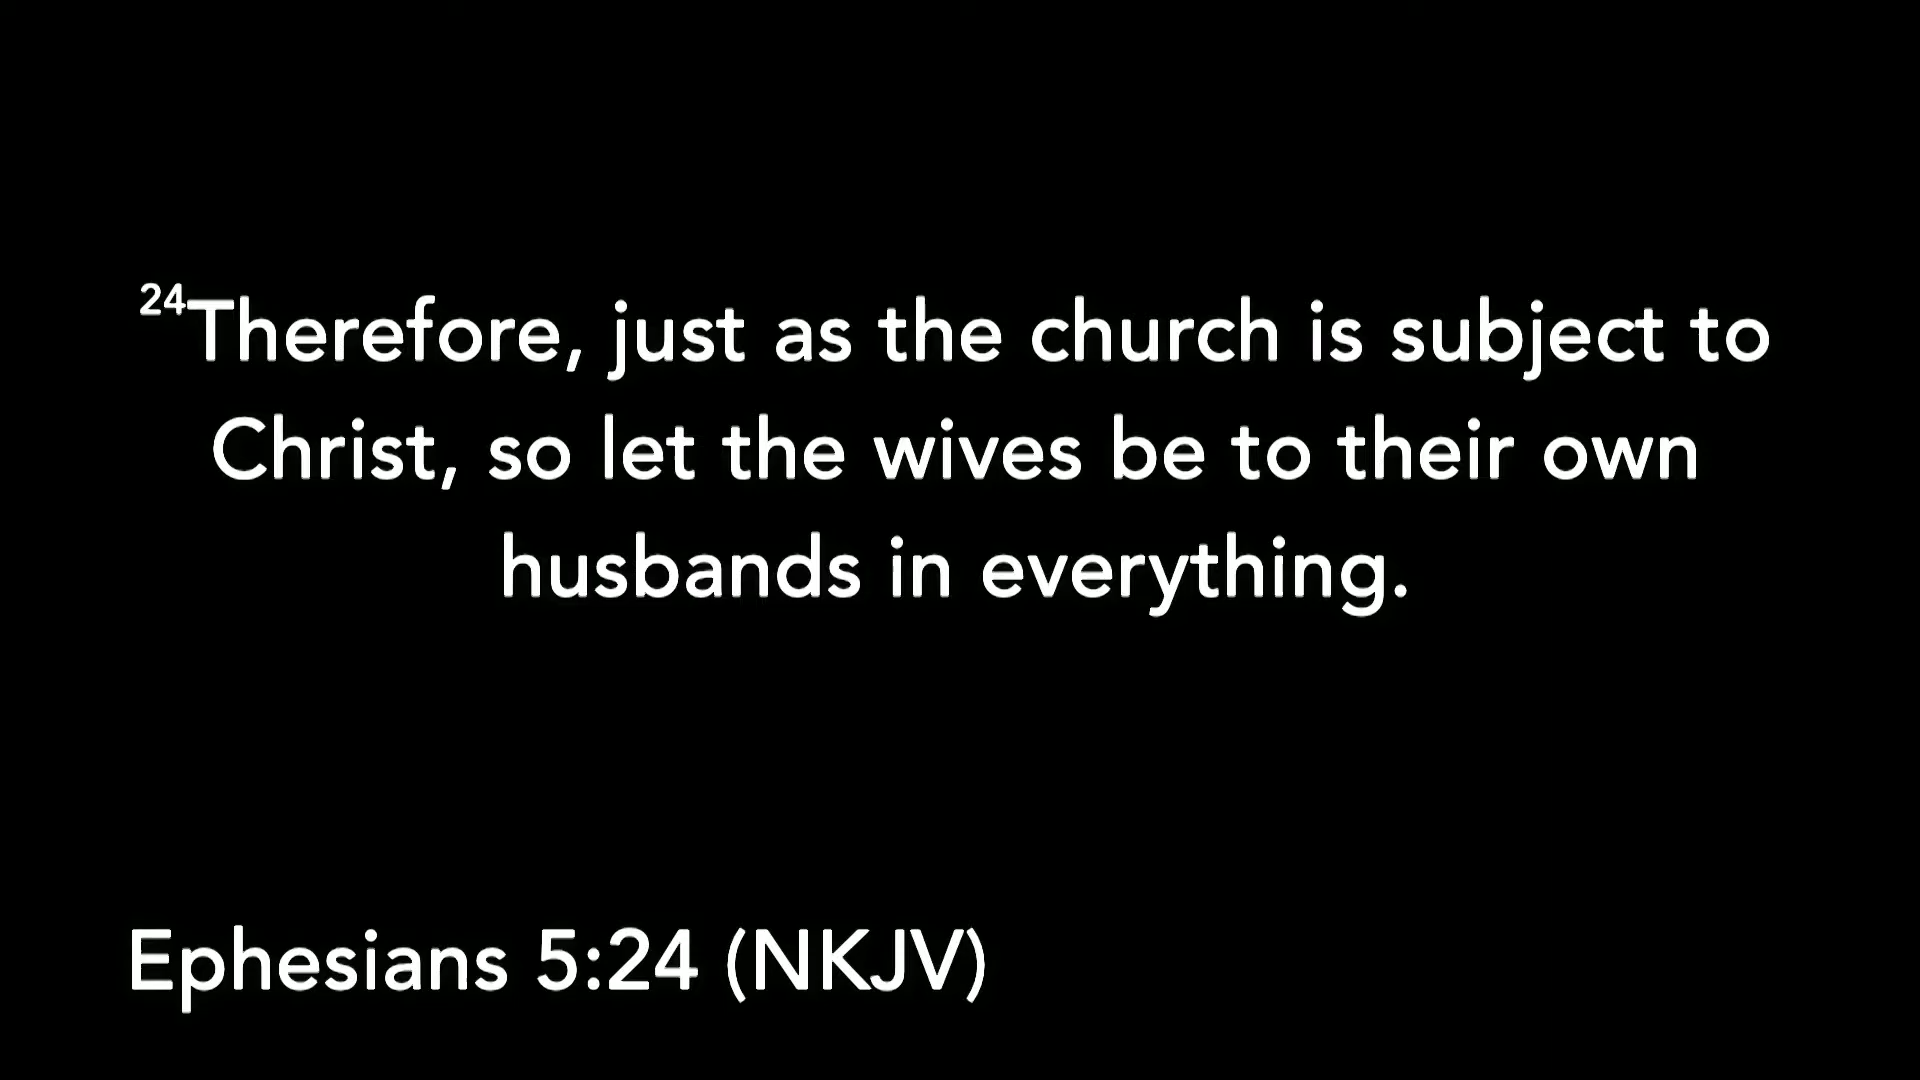 24Therefore, just as the church is subject to
Christ, so let the wives be to their own
husbands in everything.
Ephesians 5:24 (NKJV)